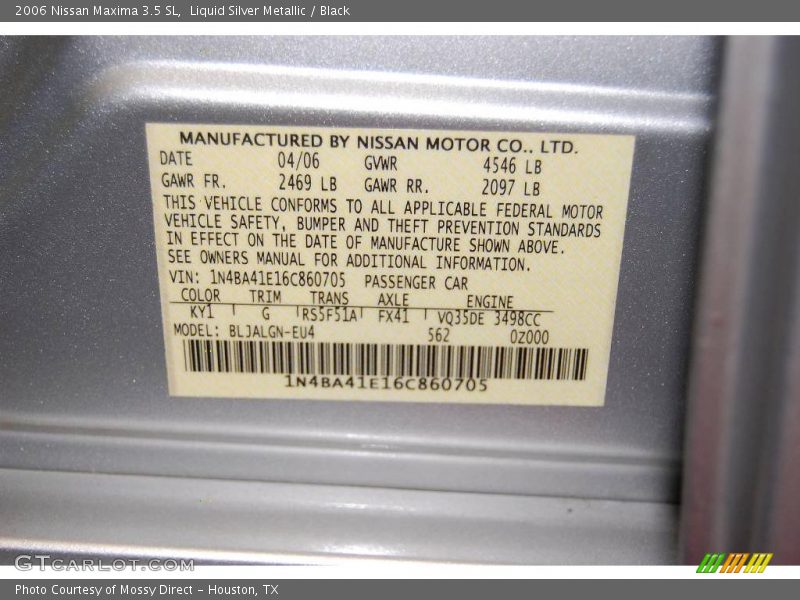 2006 Nissan Maxima 3.5 SL, Liquid Silver Metallic / Black
MANUFACTURED BY NISSAN MOTOR CO., LTD.
DATE 04/06 GVWR 4546 LB
GAWR FR. 2469 LB GAWR RR. 2097 LB
THIS VEHICLE CONFORMS TO ALL APPLICABLE FEDERAL MOTOR
VEHICLE SAFETY, BUMPER AND THEFT PREVENTION STANDARDS
IN EFFECT ON THE DATE OF MANUFACTURE SHOWN ABOVE.
SEE OWNERS MANUAL FOR ADDITIONAL INFORMATION.
VIN: 1N4BA41E16C860705 PASSENGER CAR
COLOR TRIM TRANS AXLE ENGINE
KY1 G RS5F51A FX41 VQ35DE 3498CC
MODEL: BLJALGN-EU4 562 0Z000
1N4BA41E16C860705
GTCARLOT.COM
Photo Courtesy of Mossy Direct - Houston, TX